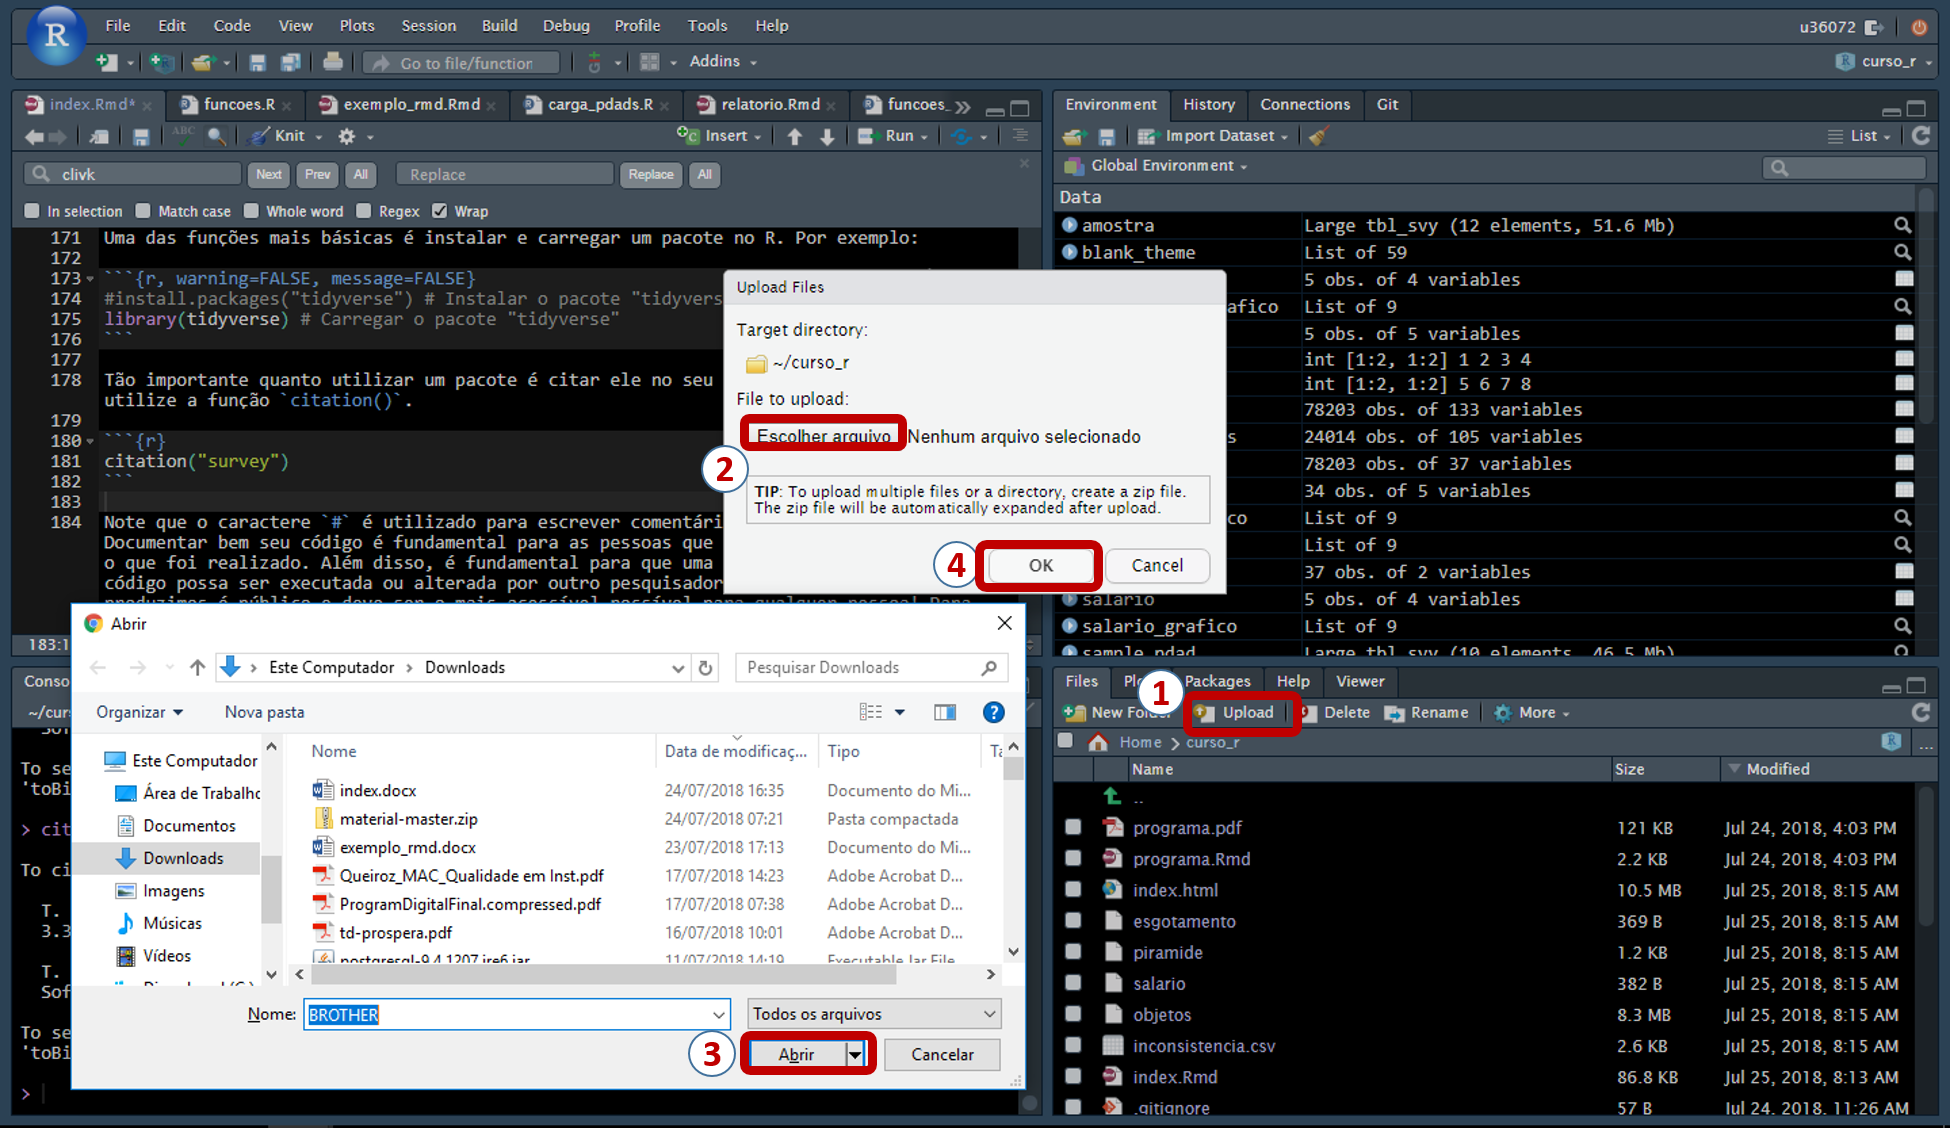 R
File Edit Code View Plots Session Build Debug Profile Tools Help
u36072
Go to file/function
Addins
R curso_r
index.Rmd*
funcoes.R
exemplo_rmd.Rmd
carga_pdads.R
relatorio.Rmd
funcoes_
ABC
Knit
Insert
Run
clivk
Next
Prev
All
Replace
Replace
All
In selection
Match case
Whole word
Regex
Wrap
171 Uma das funções mais básicas é instalar e carregar um pacote no R. Por exemplo:
172
173 ```{r, warning=FALSE, message=FALSE}
174 #install.packages("tidyverse") # Instalar o pacote "tidyvers
175 library(tidyverse) # Carregar o pacote "tidyverse"
176 ```
177
178 Tão importante quanto utilizar um pacote é citar ele no seu
utilize a função `citation()`.
179
180 ```{r}
181 citation("survey")
182 ```
183
184 Note que o caractere `#` é utilizado para escrever comentári
Documentar bem seu código é fundamental para as pessoas que
o que foi realizado. Além disso, é fundamental para que uma
código possa ser executada ou alterada por outro pesquisador
183:1
Upload Files
Target directory:
~/curso_r
File to upload:
Escolher arquivo Nenhum arquivo selecionado
2
TIP: To upload multiple files or a directory, create a zip file.
The zip file will be automatically expanded after upload.
4
OK
Cancel
Environment History Connections Git
Import Dataset
List
Global Environment
Data
amostra Large tbl_svy (12 elements, 51.6 Mb)
blank_theme List of 59
5 obs. of 4 variables
afico List of 9
5 obs. of 5 variables
int [1:2, 1:2] 1 2 3 4
int [1:2, 1:2] 5 6 7 8
78203 obs. of 133 variables
s 24014 obs. of 105 variables
78203 obs. of 37 variables
34 obs. of 5 variables
co List of 9
List of 9
37 obs. of 2 variables
salario 5 obs. of 4 variables
salario_grafico List of 9
sample_pdad Large tbl_svy (10 elements, 46.5 Mb)
Conso
~/cur
To se
'toBi
> cit
To ci
T.
3.3
T.
Sof
To se
'toBi
>
Abrir
Este Computador > Downloads
Pesquisar Downloads
Organizar
Nova pasta
?
Este Computador
Área de Trabalho
Documentos
Downloads
Imagens
Músicas
Vídeos
Nome Data de modificaç... Tipo Ta
index.docx 24/07/2018 16:35 Documento do Mi...
material-master.zip 24/07/2018 07:21 Pasta compactada
exemplo_rmd.docx 23/07/2018 17:13 Documento do Mi...
Queiroz_MAC_Qualidade em Inst.pdf 17/07/2018 14:23 Adobe Acrobat D...
ProgramDigitalFinal.compressed.pdf 17/07/2018 07:38 Adobe Acrobat D...
td-prospera.pdf 16/07/2018 10:01 Adobe Acrobat D...
postgresql-9.4.1207.jre6.jar 11/07/2018 14:19 Executable Jar File
Nome: BROTHER
Todos os arquivos
3
Abrir
Cancelar
Files Plo Packages Help Viewer
1
New Folder Upload Delete Rename More
Home > curso_r
R ...
Name Size Modified
..
programa.pdf 121 KB Jul 24, 2018, 4:03 PM
programa.Rmd 2.2 KB Jul 24, 2018, 4:03 PM
index.html 10.5 MB Jul 25, 2018, 8:15 AM
esgotamento 369 B Jul 25, 2018, 8:15 AM
piramide 1.2 KB Jul 25, 2018, 8:15 AM
salario 382 B Jul 25, 2018, 8:15 AM
objetos 8.3 MB Jul 25, 2018, 8:15 AM
inconsistencia.csv 2.6 KB Jul 25, 2018, 8:15 AM
index.Rmd 86.8 KB Jul 25, 2018, 8:13 AM
.gitignore 57 B Jul 24, 2018, 11:26 AM